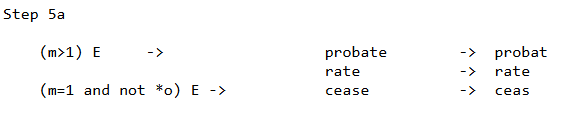 Step 5a
(m>1) E -> probate -> probat
rate -> rate
(m=1 and not *o) E -> cease -> ceas